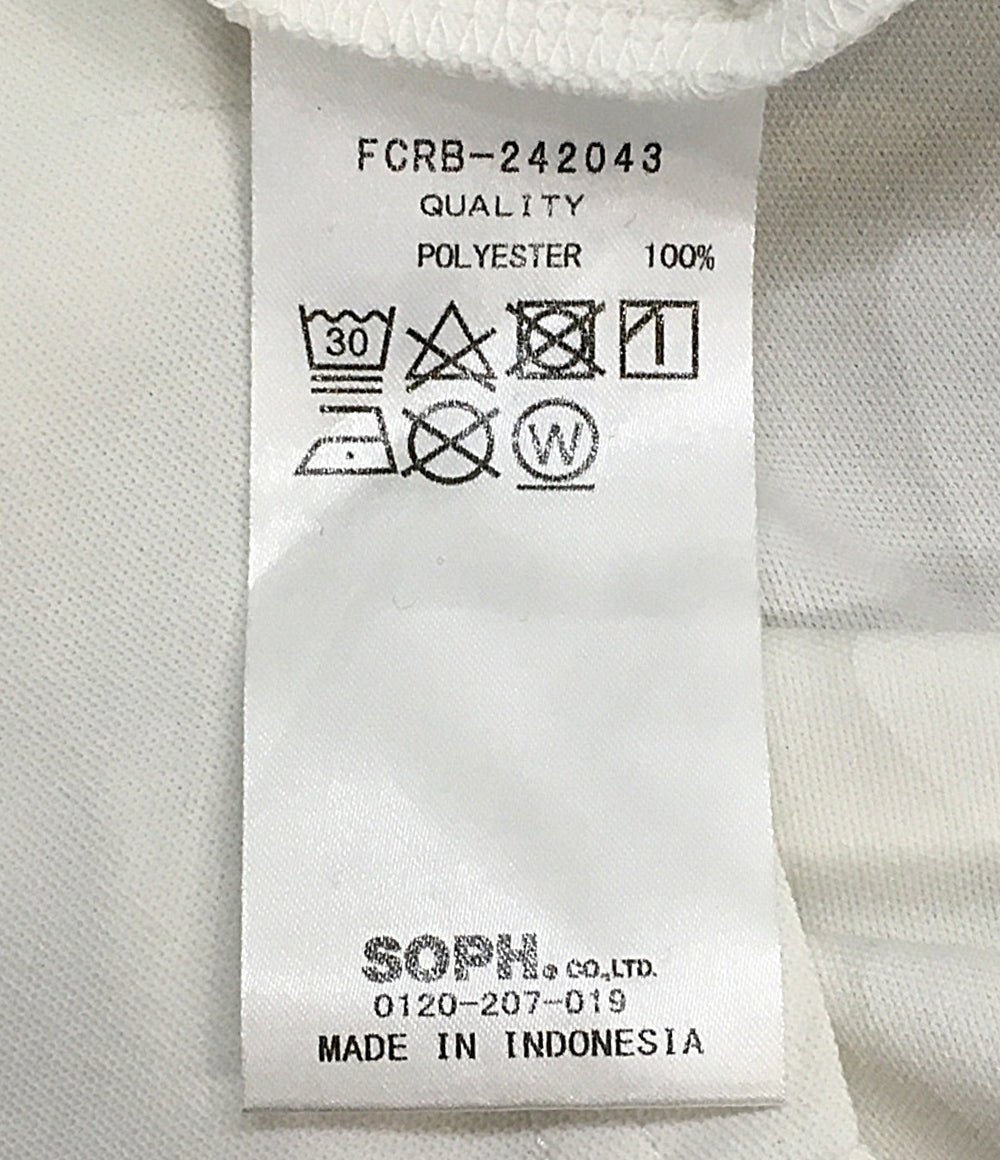 FCRB-242043
QUALITY
POLYESTER 100%
30
W
SOPH.® CO.,LTD.
0120-207-019
MADE IN INDONESIA